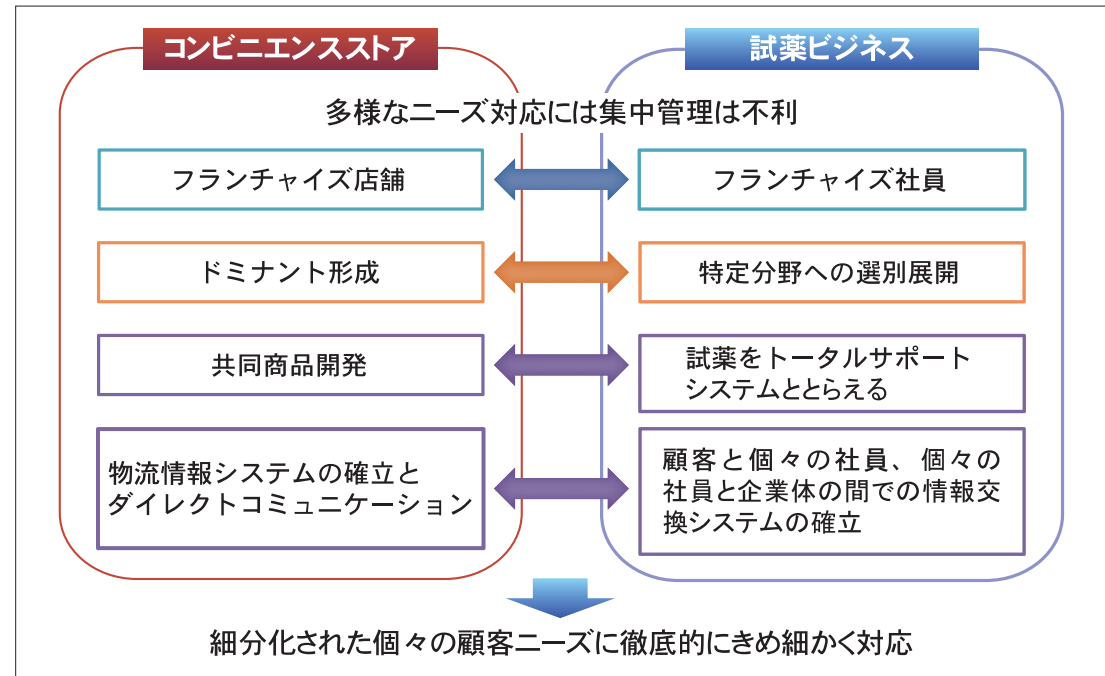 コンビニエンスストア
試薬ビジネス
多様なニーズ対応には集中管理は不利
フランチャイズ店舗
フランチャイズ社員
ドミナント形成
特定分野への選別展開
共同商品開発
試薬をトータルサポート
システムととらえる
物流情報システムの確立と
ダイレクトコミュニケーション
顧客と個々の社員、個々の
社員と企業体の間での情報交
換システムの確立
細分化された個々の顧客ニーズに徹底的にきめ細かく対応